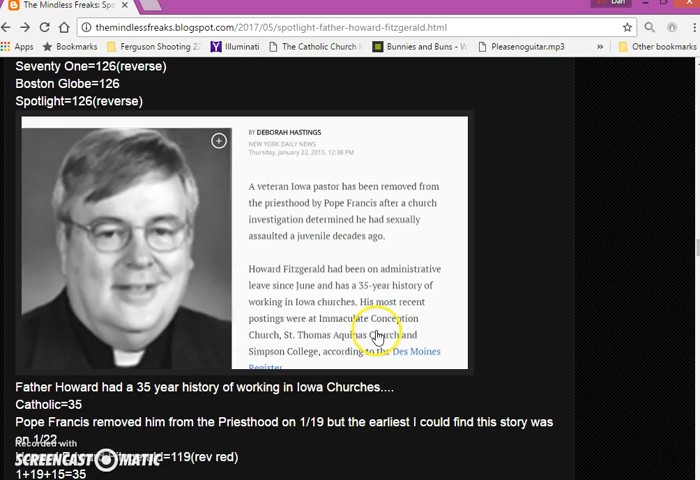 The Mindless Freaks: Spo
Dan
themindlessfreaks.blogspot.com/2017/05/spotlight-father-howard-fitzgerald.html
Apps Bookmarks Ferguson Shooting 22 Illuminati The Catholic Church Bunnies and Buns - W Pleasenoguitar.mp3 » Other bookmarks
Seventy One=126(reverse)
Boston Globe=126
Spotlight=126(reverse)
BY DEBORAH HASTINGS
NEW YORK DAILY NEWS
Thursday, January 22, 2015, 12:38 PM
A veteran Iowa pastor has been removed from
the priesthood by Pope Francis after a church
investigation determined he had sexually
assaulted a juvenile decades ago.
Howard Fitzgerald had been on administrative
leave since June and has a 35-year history of
working in Iowa churches. His most recent
postings were at Immaculate Conception
Church, St. Thomas Aquinas Church and
Simpson College, according to the Des Moines
Register.
Father Howard had a 35 year history of working in Iowa Churches....
Catholic=35
Pope Francis removed him from the Priesthood on 1/19 but the earliest I could find this story was
on 1/22
Recorded with
Howard Edward Fitzgerald=119(rev red)
SCREENCAST-O-MATIC
1+19+15=35